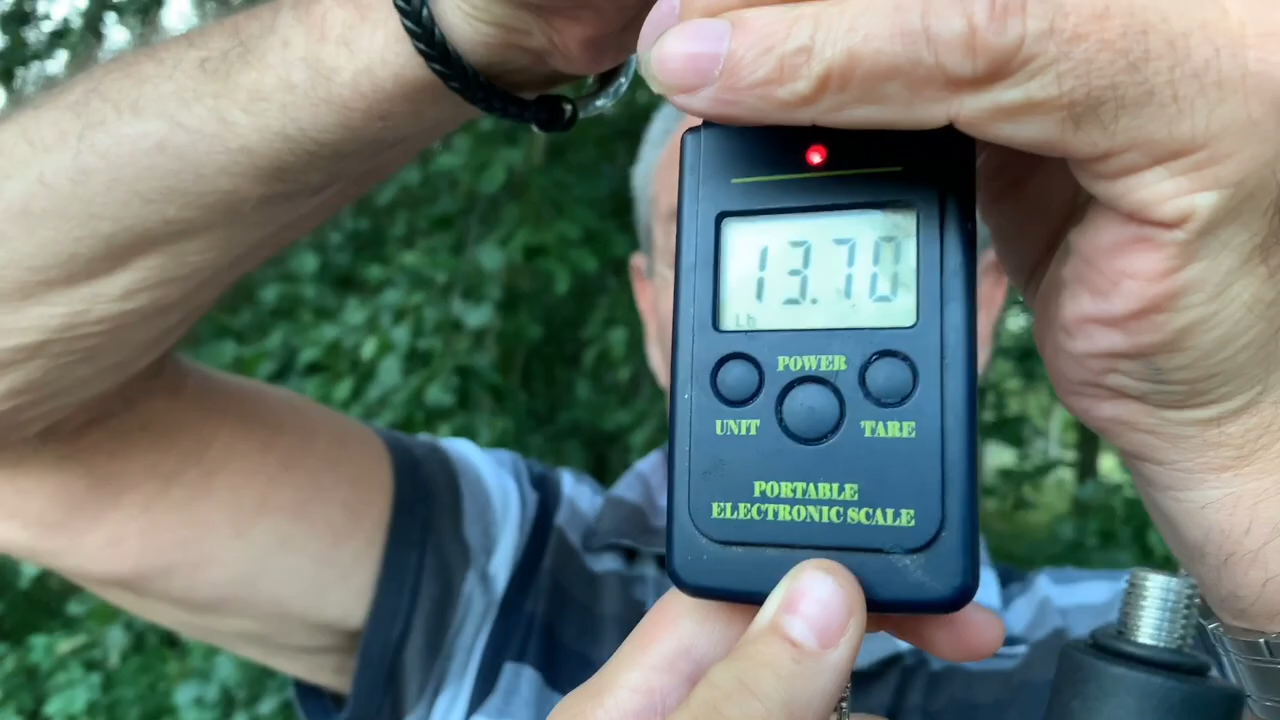 13.70
Lb
POWER
UNIT
TARE
PORTABLE
ELECTRONIC SCALE